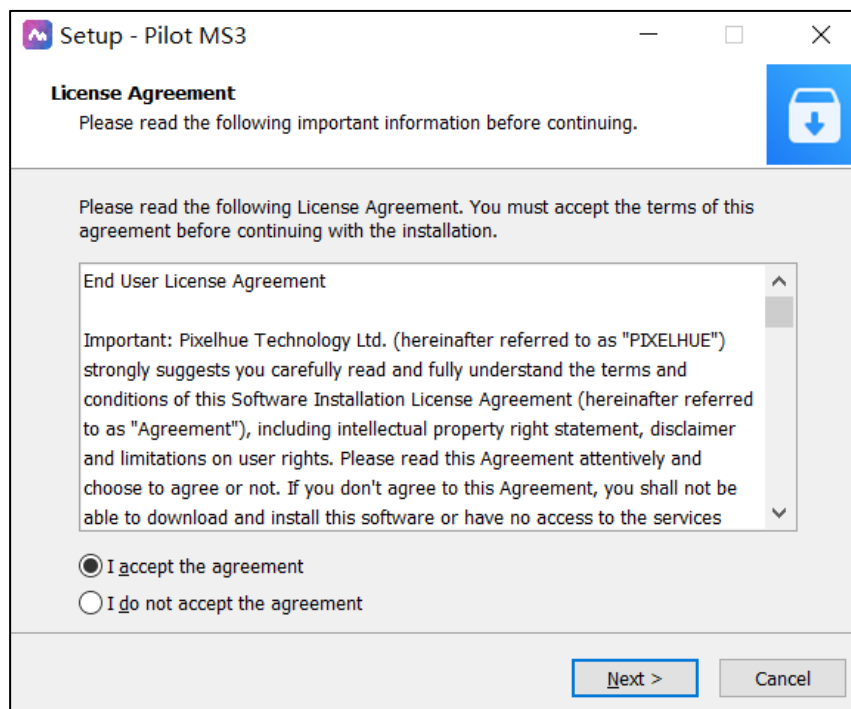 Setup - Pilot MS3
License Agreement
Please read the following important information before continuing.
Please read the following License Agreement. You must accept the terms of this
agreement before continuing with the installation.
End User License Agreement
Important: Pixelhue Technology Ltd. (hereinafter referred to as "PIXELHUE")
strongly suggests you carefully read and fully understand the terms and
conditions of this Software Installation License Agreement (hereinafter referred
to as "Agreement"), including intellectual property right statement, disclaimer
and limitations on user rights. Please read this Agreement attentively and
choose to agree or not. If you don't agree to this Agreement, you shall not be
able to download and install this software or have no access to the services
I accept the agreement
I do not accept the agreement
Next >
Cancel